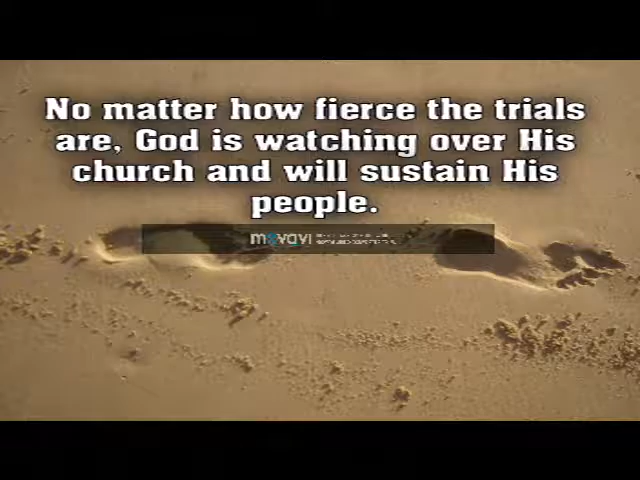 No matter how fierce the trials
are, God is watching over His
church and will sustain His
people.
movavi